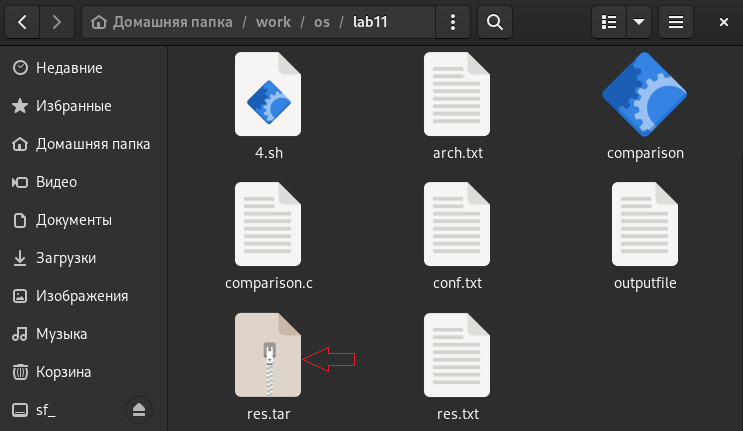 Домашняя папка / work / os / lab11
Недавние
Избранные
Домашняя папка
Видео
Документы
Загрузки
Изображения
Музыка
Корзина
sf_
4.sh
arch.txt
comparison
comparison.c
conf.txt
outputfile
res.tar
res.txt